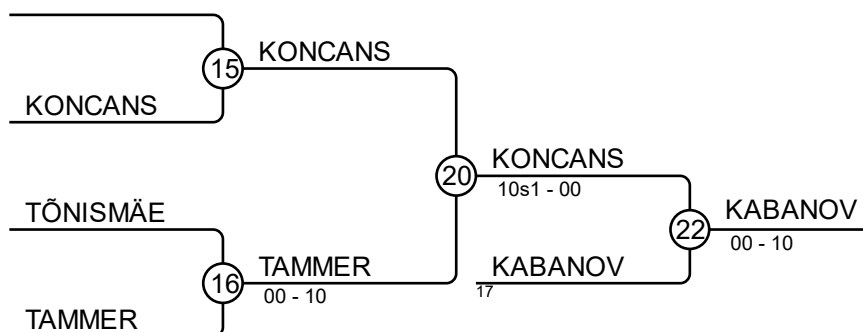 15
KONCANS
KONCANS
20
KONCANS
10s1 - 00
TÕNISMÄE
22
KABANOV
00 - 10
16
TAMMER
00 - 10
17
KABANOV
TAMMER